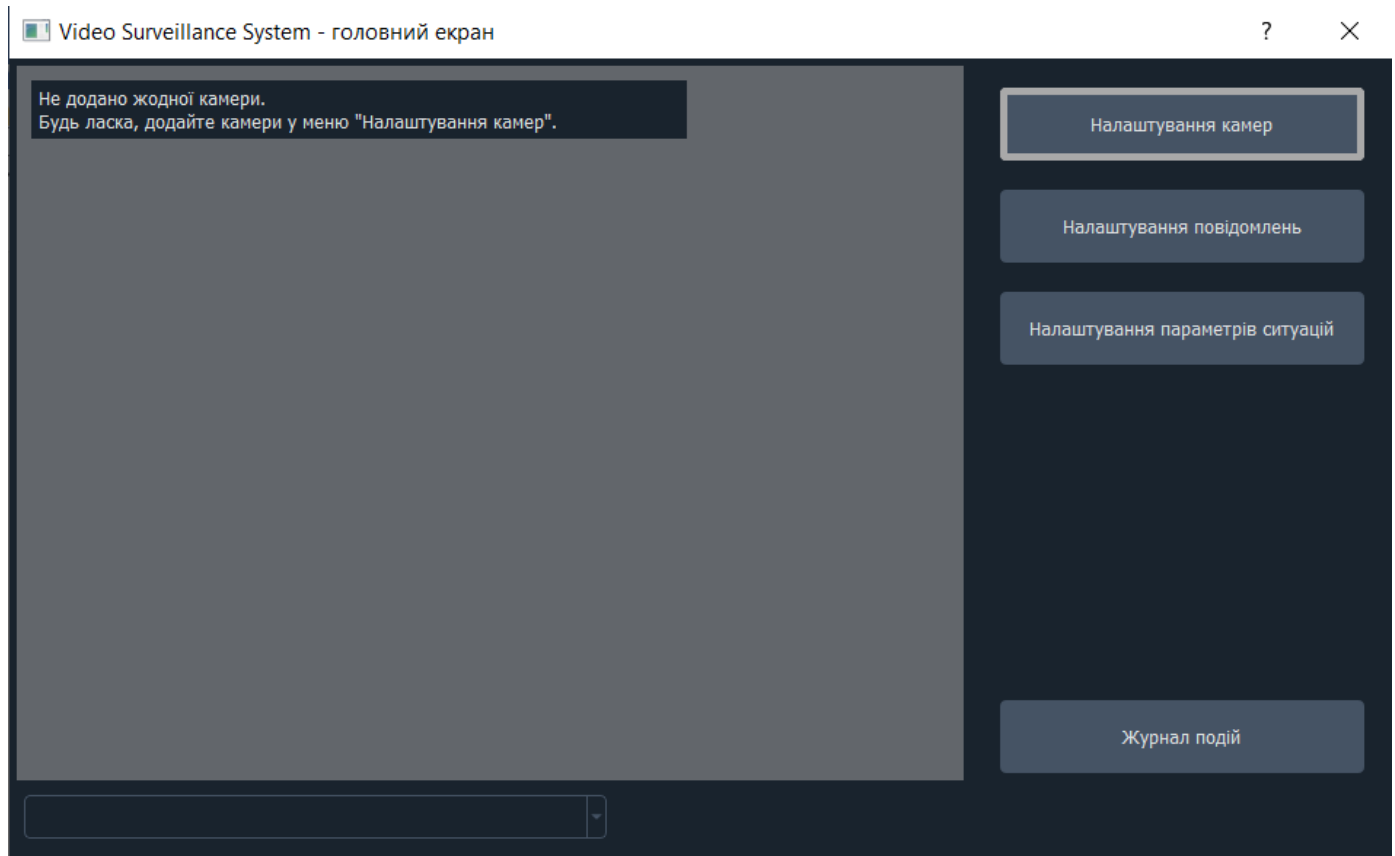 Video Surveillance System - головний екран
?
Не додано жодної камери.
Будь ласка, додайте камери у меню "Налаштування камер".
Налаштування камер
Налаштування повідомлень
Налаштування параметрів ситуацій
Журнал подій